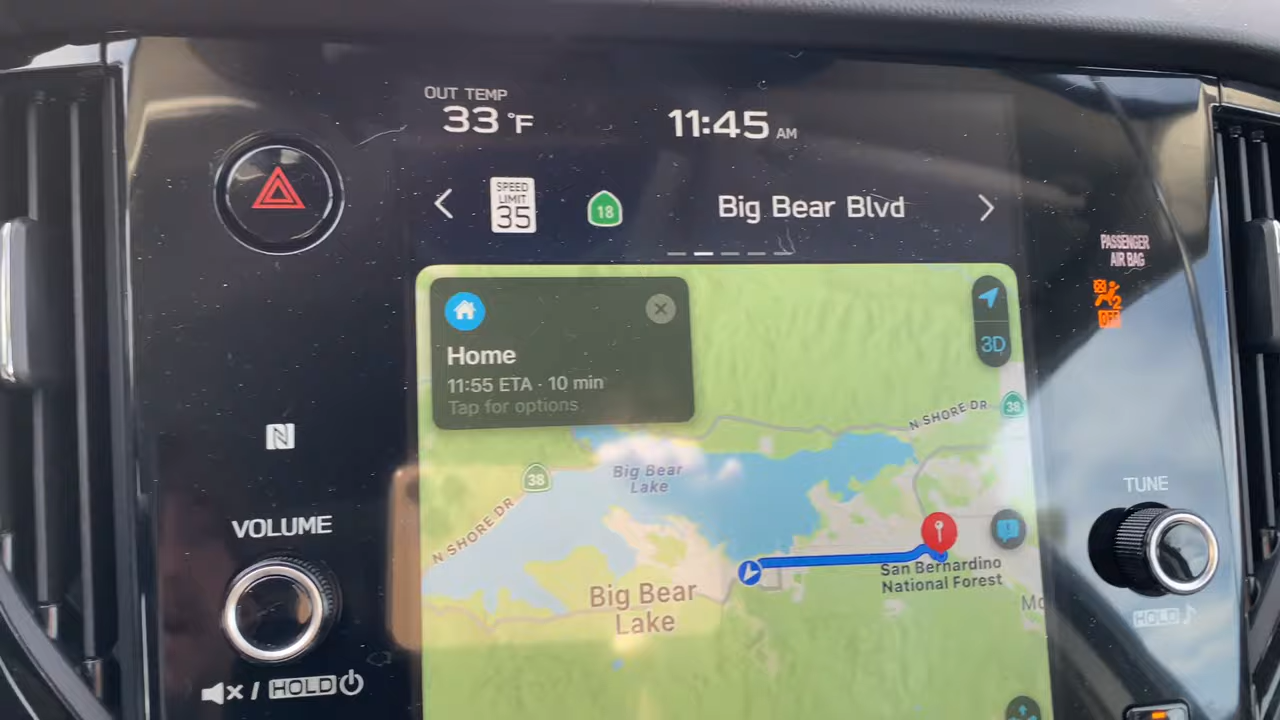 OUT TEMP
33 °F
11:45 AM
SPEED
LIMIT
35
18
Big Bear Blvd
PASSENGER
AIR BAG
2
OFF
Home
11:55 ETA · 10 min
Tap for options
3D
N SHORE DR
38
38
Big Bear
Lake
N SHORE DR
N
VOLUME
TUNE
San Bernardino
National Forest
Big Bear
Lake
HOLD
/ HOLD